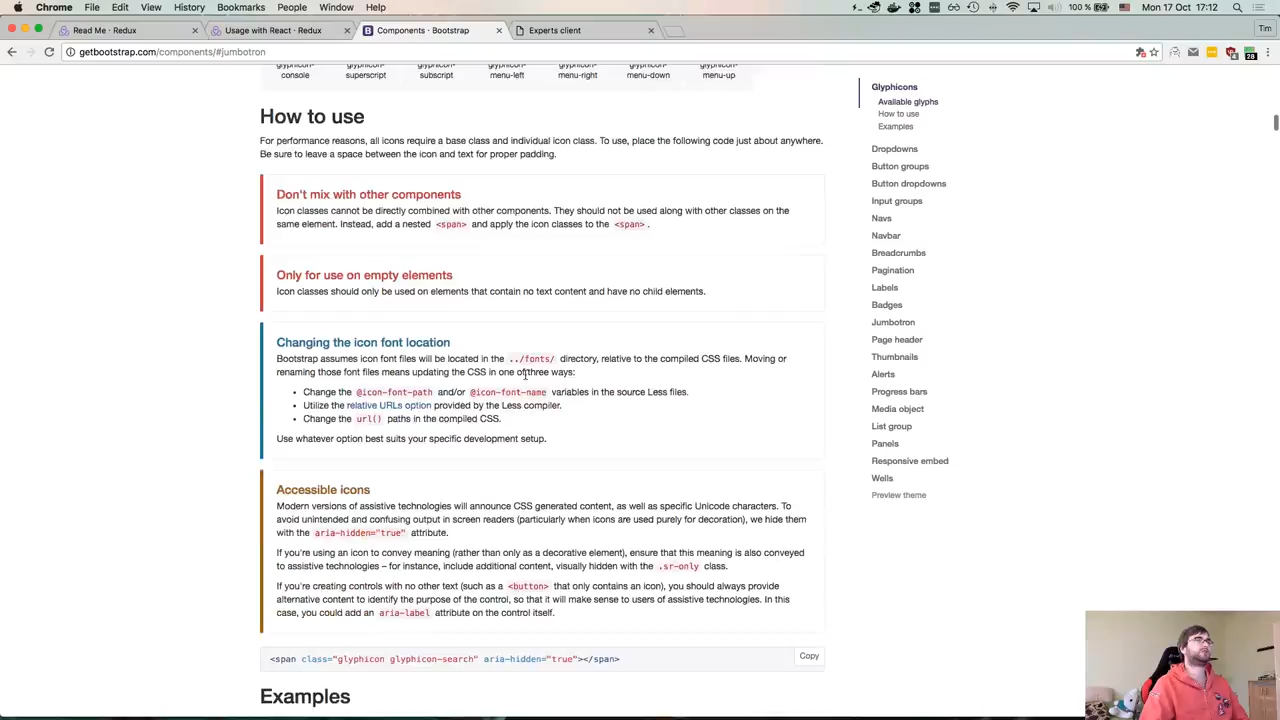 Chrome File Edit View History Bookmarks People Window Help
100 % Mon 17 Oct 17:12
Read Me · Redux
Usage with React · Redux
Components · Bootstrap
Experts client
Tim
getbootstrap.com/components/#jumbotron
28
glyphicon-console
glyphicon-superscript
glyphicon-subscript
glyphicon-menu-left
glyphicon-menu-right
glyphicon-menu-down
glyphicon-menu-up
How to use
For performance reasons, all icons require a base class and individual icon class. To use, place the following code just about anywhere.
Be sure to leave a space between the icon and text for proper padding.
Don't mix with other components
Icon classes cannot be directly combined with other components. They should not be used along with other classes on the
same element. Instead, add a nested <span> and apply the icon classes to the <span>.
Only for use on empty elements
Icon classes should only be used on elements that contain no text content and have no child elements.
Changing the icon font location
Bootstrap assumes icon font files will be located in the ../fonts/ directory, relative to the compiled CSS files. Moving or
renaming those font files means updating the CSS in one of three ways:
• Change the @icon-font-path and/or @icon-font-name variables in the source Less files.
• Utilize the relative URLs option provided by the Less compiler.
• Change the url() paths in the compiled CSS.
Use whatever option best suits your specific development setup.
Accessible icons
Modern versions of assistive technologies will announce CSS generated content, as well as specific Unicode characters. To
avoid unintended and confusing output in screen readers (particularly when icons are used purely for decoration), we hide them
with the aria-hidden="true" attribute.
If you're using an icon to convey meaning (rather than only as a decorative element), ensure that this meaning is also conveyed
to assistive technologies – for instance, include additional content, visually hidden with the .sr-only class.
If you're creating controls with no other text (such as a <button> that only contains an icon), you should always provide
alternative content to identify the purpose of the control, so that it will make sense to users of assistive technologies. In this
case, you could add an aria-label attribute on the control itself.
<span class="glyphicon glyphicon-search" aria-hidden="true"></span>
Copy
Examples
Glyphicons
Available glyphs
How to use
Examples
Dropdowns
Button groups
Button dropdowns
Input groups
Navs
Navbar
Breadcrumbs
Pagination
Labels
Badges
Jumbotron
Page header
Thumbnails
Alerts
Progress bars
Media object
List group
Panels
Responsive embed
Wells
Preview theme